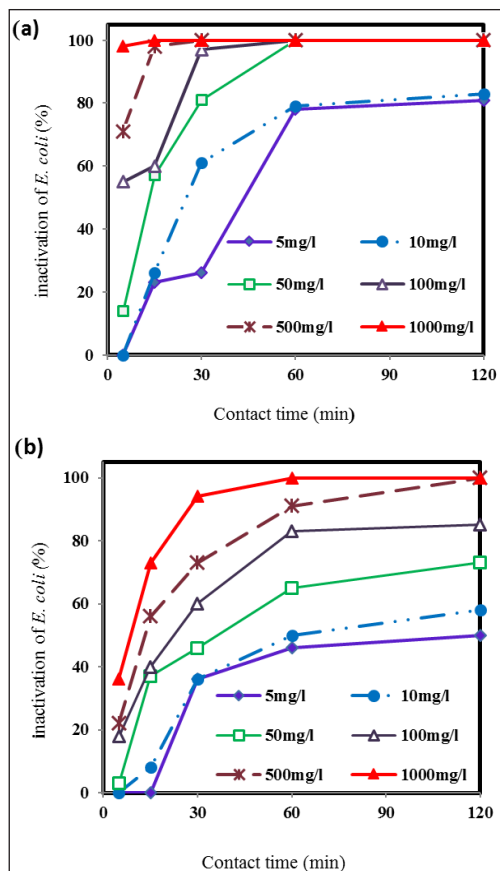 (a)
inactivation of E. coli (%)
100
80
60
40
20
0
5mg/l 10mg/l
50mg/l 100mg/l
500mg/l 1000mg/l
0 30 60 90 120
Contact time (min)
(b)
inactivation of E. coli (%)
100
80
60
40
20
0
5mg/l 10mg/l
50mg/l 100mg/l
500mg/l 1000mg/l
0 30 60 90 120
Contact time (min)